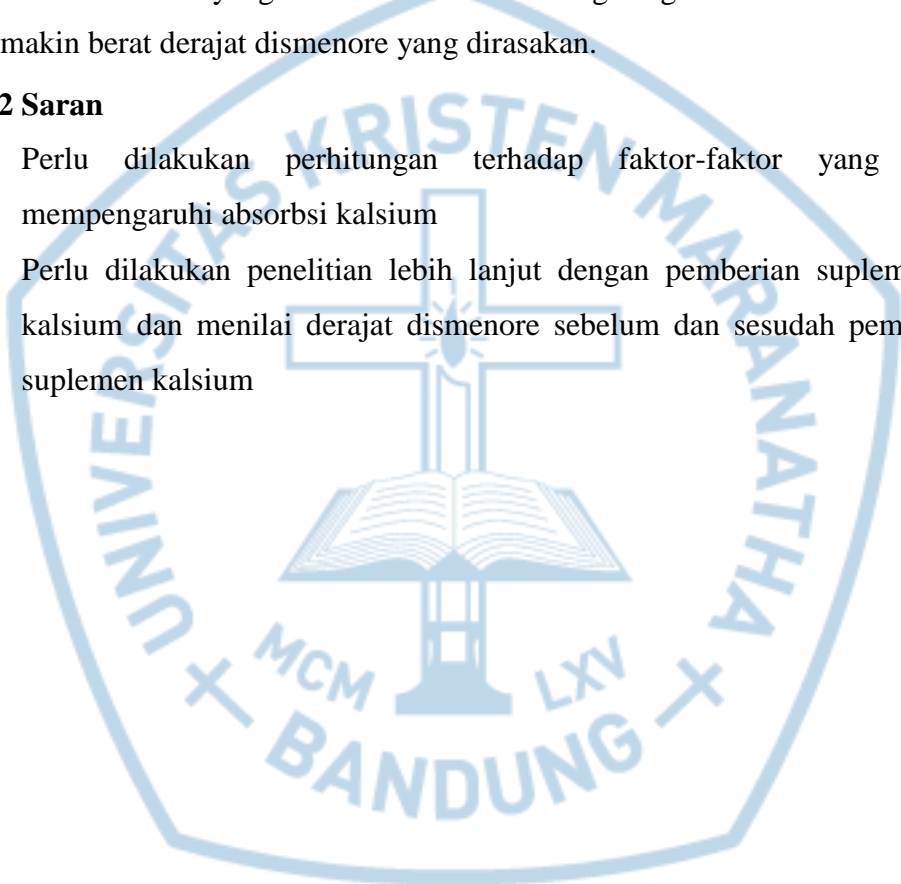 yang
makin berat derajat dismenore yang dirasakan.
2 Saran
Perlu dilakukan perhitungan terhadap faktor-faktor yang
mempengaruhi absorbsi kalsium
Perlu dilakukan penelitian lebih lanjut dengan pemberian suplem
kalsium dan menilai derajat dismenore sebelum dan sesudah pem
suplemen kalsium
UNIVERSITAS KRISTEN MARANATHA
MCM LXV
BANDUNG